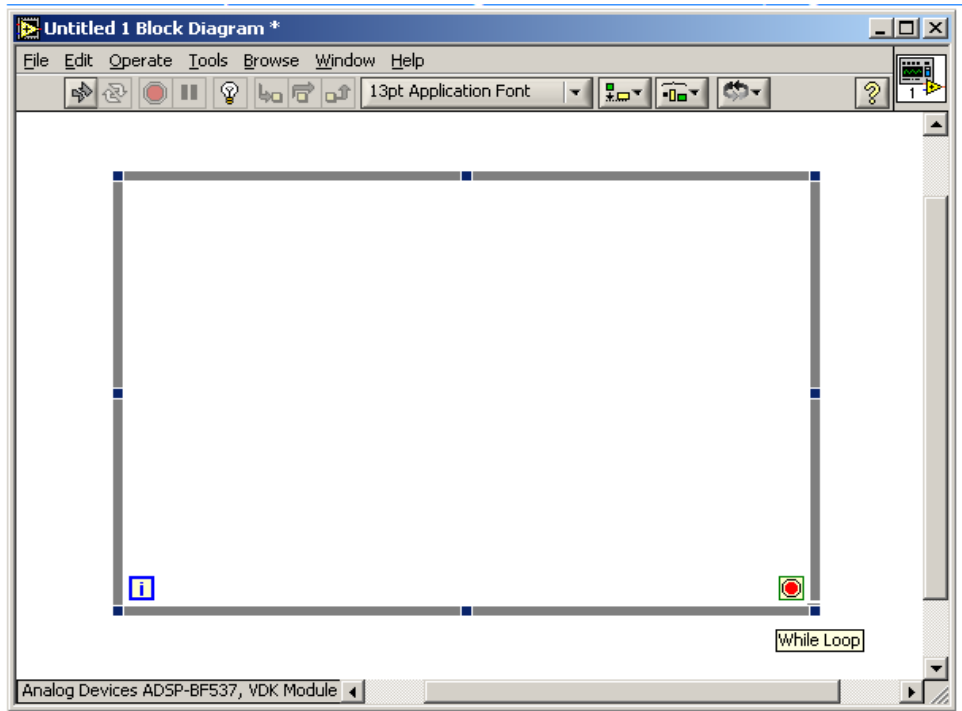 Untitled 1 Block Diagram *
File Edit Operate Tools Browse Window Help
13pt Application Font
?
1
i
While Loop
Analog Devices ADSP-BF537, VDK Module